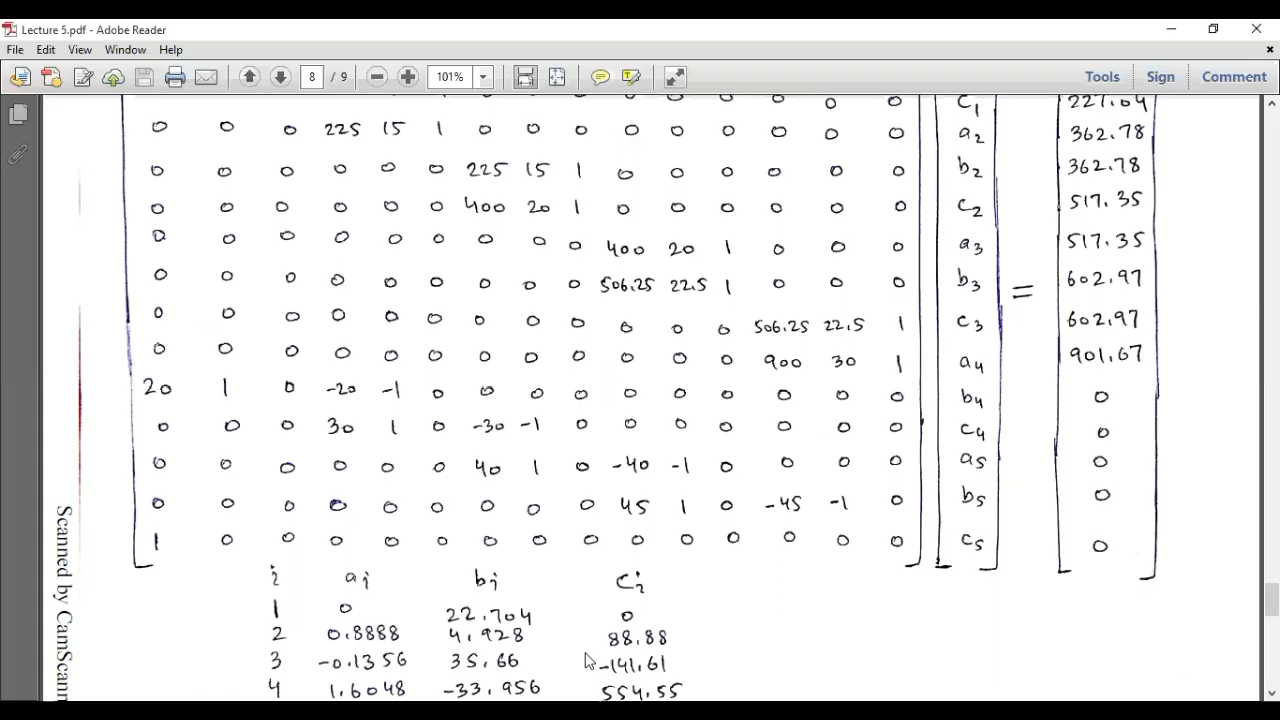 Lecture 5.pdf - Adobe Reader
File Edit View Window Help
8 / 9 101% Tools Sign Comment
0 0 0 c1 227.04
0 0 0 225 15 1 0 0 0 0 0 0 0 0 0 a2 362.78
0 0 0 0 0 0 225 15 1 0 0 0 0 0 0 b2 362.78
0 0 0 0 0 0 400 20 1 0 0 0 0 0 0 c2 517.35
0 0 0 0 0 0 0 0 0 400 20 1 0 0 0 a3 517.35
0 0 0 0 0 0 0 0 0 506.25 22.5 1 0 0 0 b3 = 602.97
0 0 0 0 0 0 0 0 0 0 0 0 506.25 22.5 1 c3 602.97
0 0 0 0 0 0 0 0 0 0 0 0 900 30 1 a4 901.67
20 1 0 -20 -1 0 0 0 0 0 0 0 0 0 0 b4 0
0 0 0 30 1 0 -30 -1 0 0 0 0 0 0 0 c4 0
0 0 0 0 0 0 40 1 0 -40 -1 0 0 0 0 a5 0
0 0 0 0 0 0 0 0 0 45 1 0 -45 -1 0 b5 0
1 0 0 0 0 0 0 0 0 0 0 0 0 0 0 c5 0
i ai bi ci
1 0 22.704 0
2 0.8888 4.928 88.88
3 -0.1356 35.66 -141.61
4 1.6048 -33.956 554.55
Scanned by CamScann